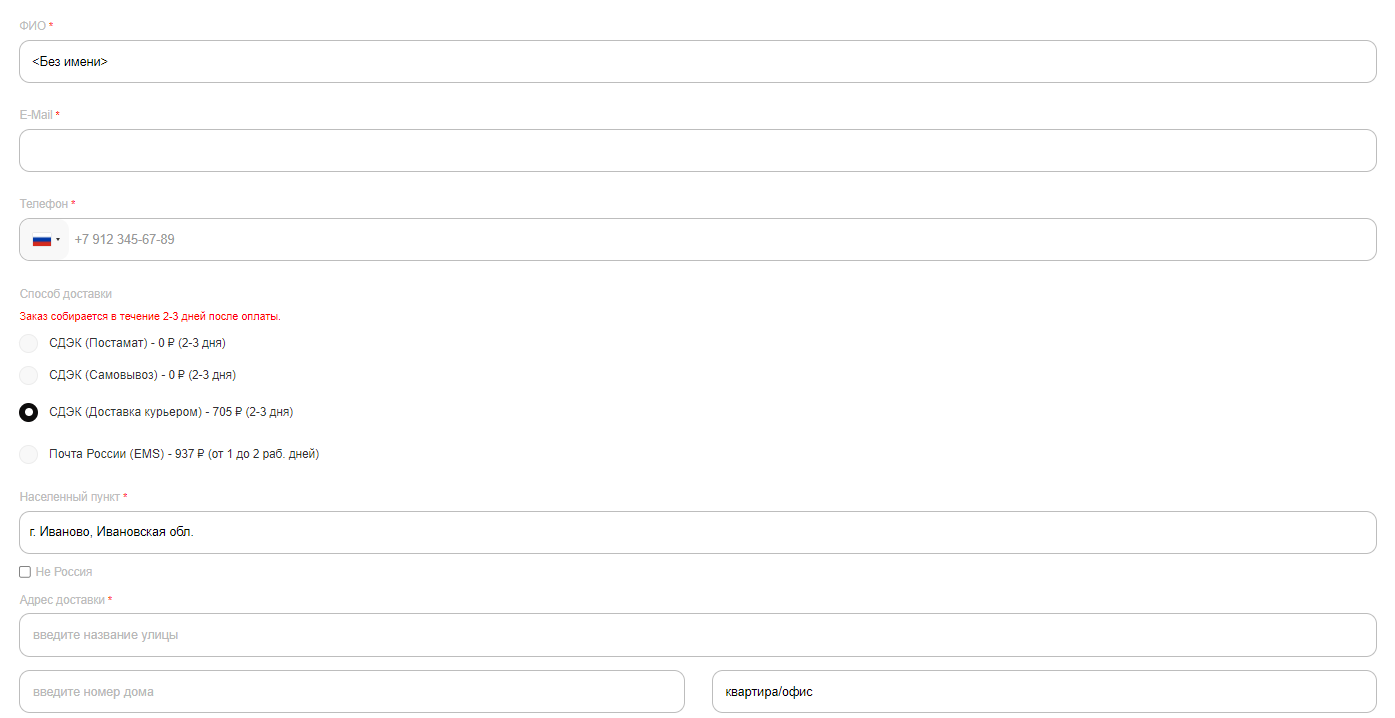 ФИО *
<Без имени>
E-Mail *
Телефон *
+7 912 345-67-89
Способ доставки
Заказ собирается в течение 2-3 дней после оплаты.
СДЭК (Постамат) - 0 ₽ (2-3 дня)
СДЭК (Самовывоз) - 0 ₽ (2-3 дня)
СДЭК (Доставка курьером) - 705 ₽ (2-3 дня)
Почта России (EMS) - 937 ₽ (от 1 до 2 раб. дней)
Населенный пункт *
г. Иваново, Ивановская обл.
Не Россия
Адрес доставки *
введите название улицы
введите номер дома
квартира/офис